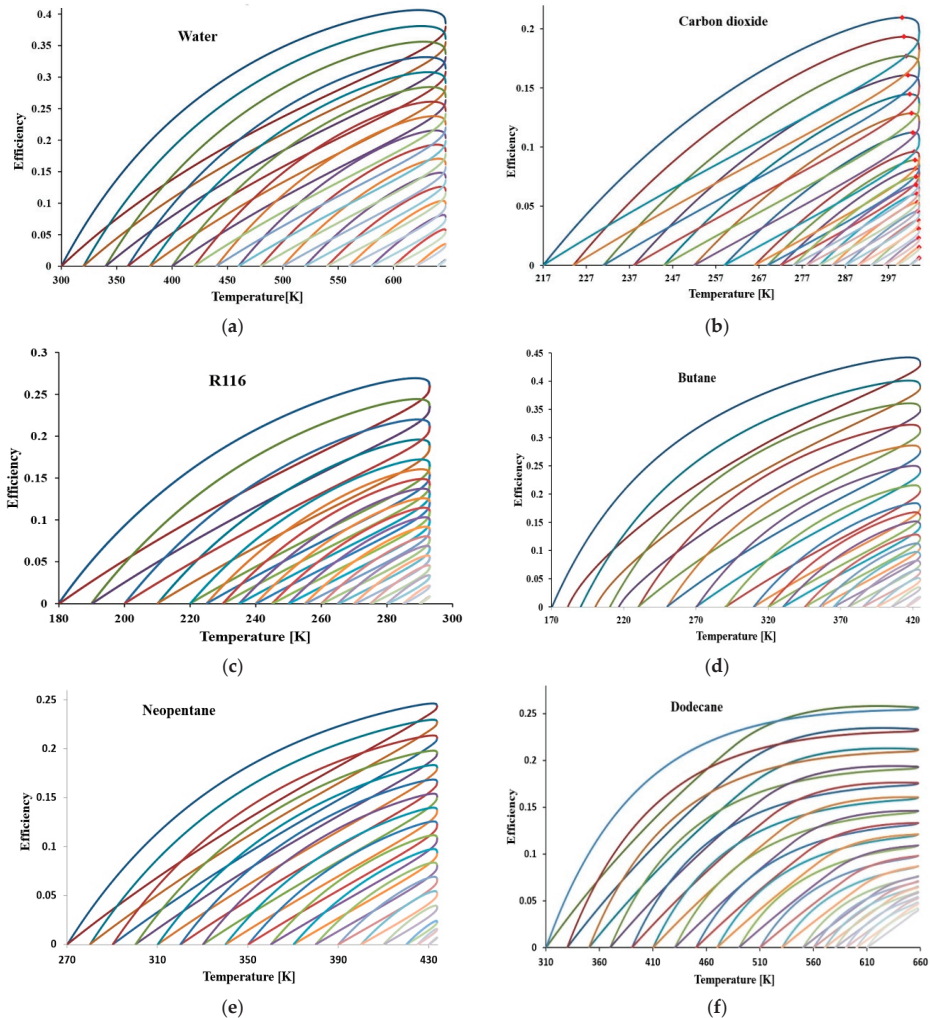 Water
Efficiency
0.4
0.35
0.3
0.25
0.2
0.15
0.1
0.05
0
300 350 400 450 500 550 600
Temperature[K]
(a)
Carbon dioxide
Efficiency
0.2
0.15
0.1
0.05
0
217 227 237 247 257 267 277 287 297
Temperature [K]
(b)
R116
Efficiency
0.3
0.25
0.2
0.15
0.1
0.05
0
180 200 220 240 260 280 300
Temperature [K]
(c)
Butane
Efficiency
0.45
0.4
0.35
0.3
0.25
0.2
0.15
0.1
0.05
0
170 220 270 320 370 420
Temperature [K]
(d)
Neopentane
Efficiency
0.25
0.2
0.15
0.1
0.05
0
270 310 350 390 430
Temperature [K]
(e)
Dodecane
Efficiency
0.25
0.2
0.15
0.1
0.05
0
310 360 410 460 510 560 610 660
Temperature [K]
(f)